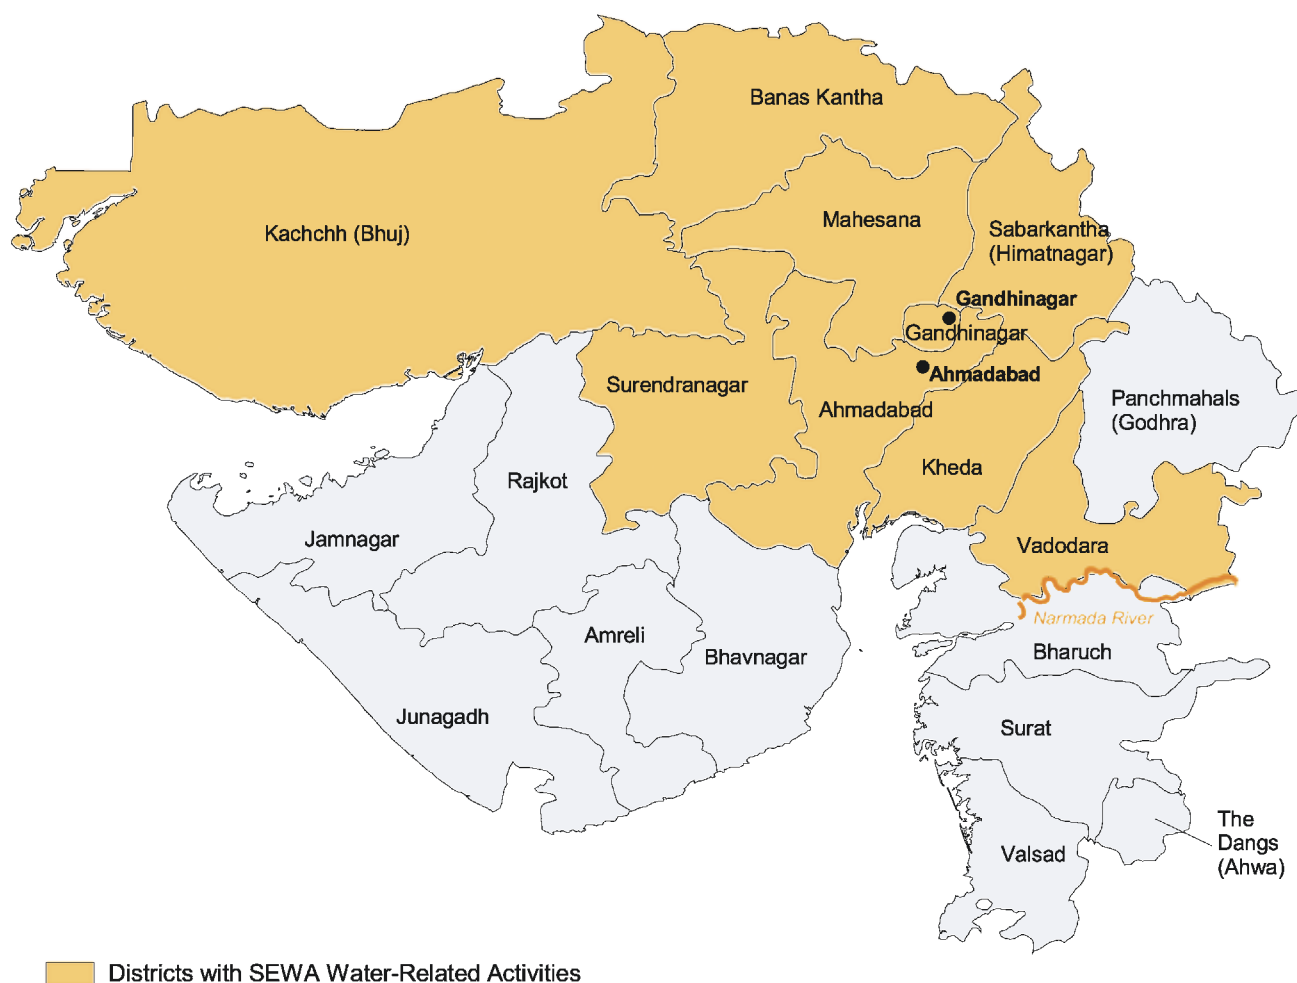 Banas Kantha
Mahesana
Kachchh (Bhuj)
Sabarkantha
(Himatnagar)
Gandhinagar
Gandhinagar
Ahmadabad
Surendranagar
Ahmadabad
Panchmahals
(Godhra)
Kheda
Rajkot
Jamnagar
Vadodara
Narmada River
Amreli
Bhavnagar
Bharuch
Junagadh
Surat
The
Dangs
(Ahwa)
Valsad
Districts with SEWA Water-Related Activities